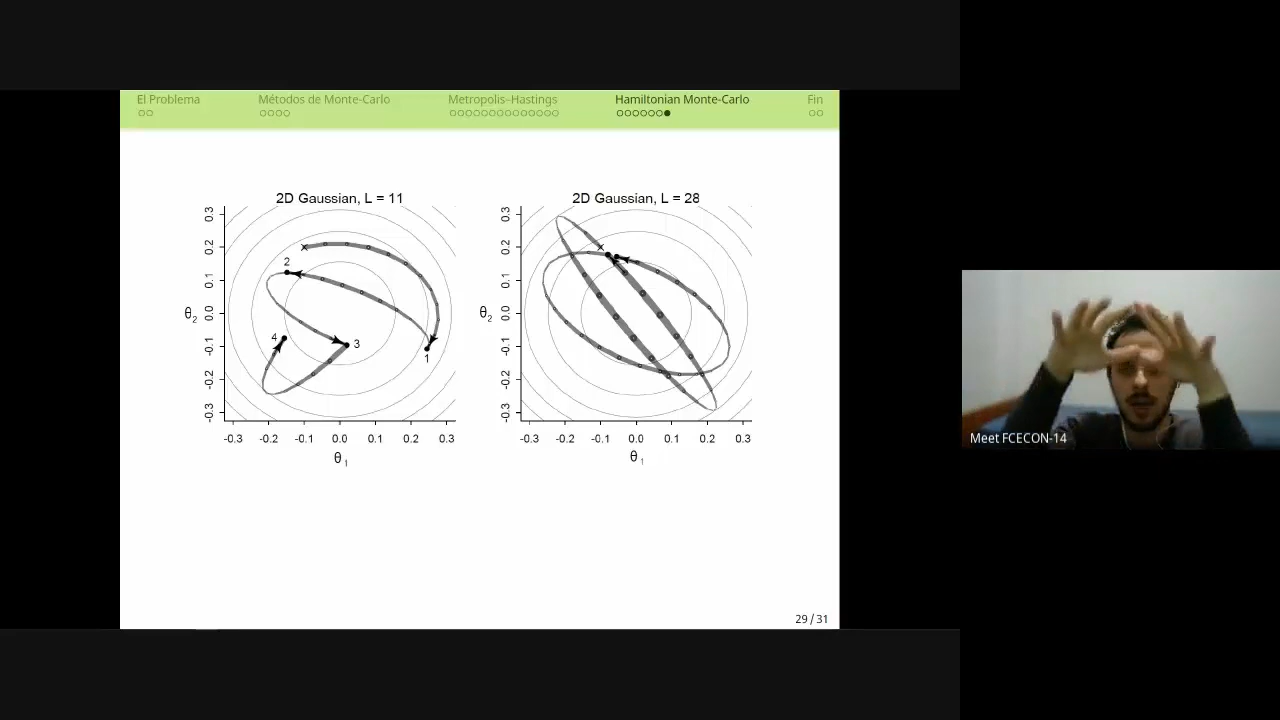 El Problema
Métodos de Monte-Carlo
Metropolis–Hastings
Hamiltonian Monte-Carlo
Fin
2D Gaussian, L = 11
2D Gaussian, L = 28
0.3
0.2
0.1
0.0
-0.1
-0.2
-0.3
θ2
2
4
3
1
-0.3 -0.2 -0.1 0.0 0.1 0.2 0.3
θ1
0.3
0.2
0.1
0.0
-0.1
-0.2
-0.3
θ2
-0.3 -0.2 -0.1 0.0 0.1 0.2 0.3
θ1
Meet FCECON-14
29 / 31